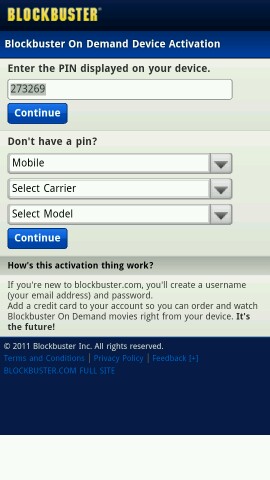 BLOCKBUSTER®
Blockbuster On Demand Device Activation
Enter the PIN displayed on your device.
273269
Continue
Don't have a pin?
Mobile
Select Carrier
Select Model
Continue
How's this activation thing work?
If you're new to blockbuster.com, you'll create a username
(your email address) and password.
Add a credit card to your account so you can order and watch
Blockbuster On Demand movies right from your device. It's
the future!
© 2011 Blockbuster Inc. All rights reserved.
Terms and Conditions | Privacy Policy | Feedback [+]
BLOCKBUSTER.COM FULL SITE